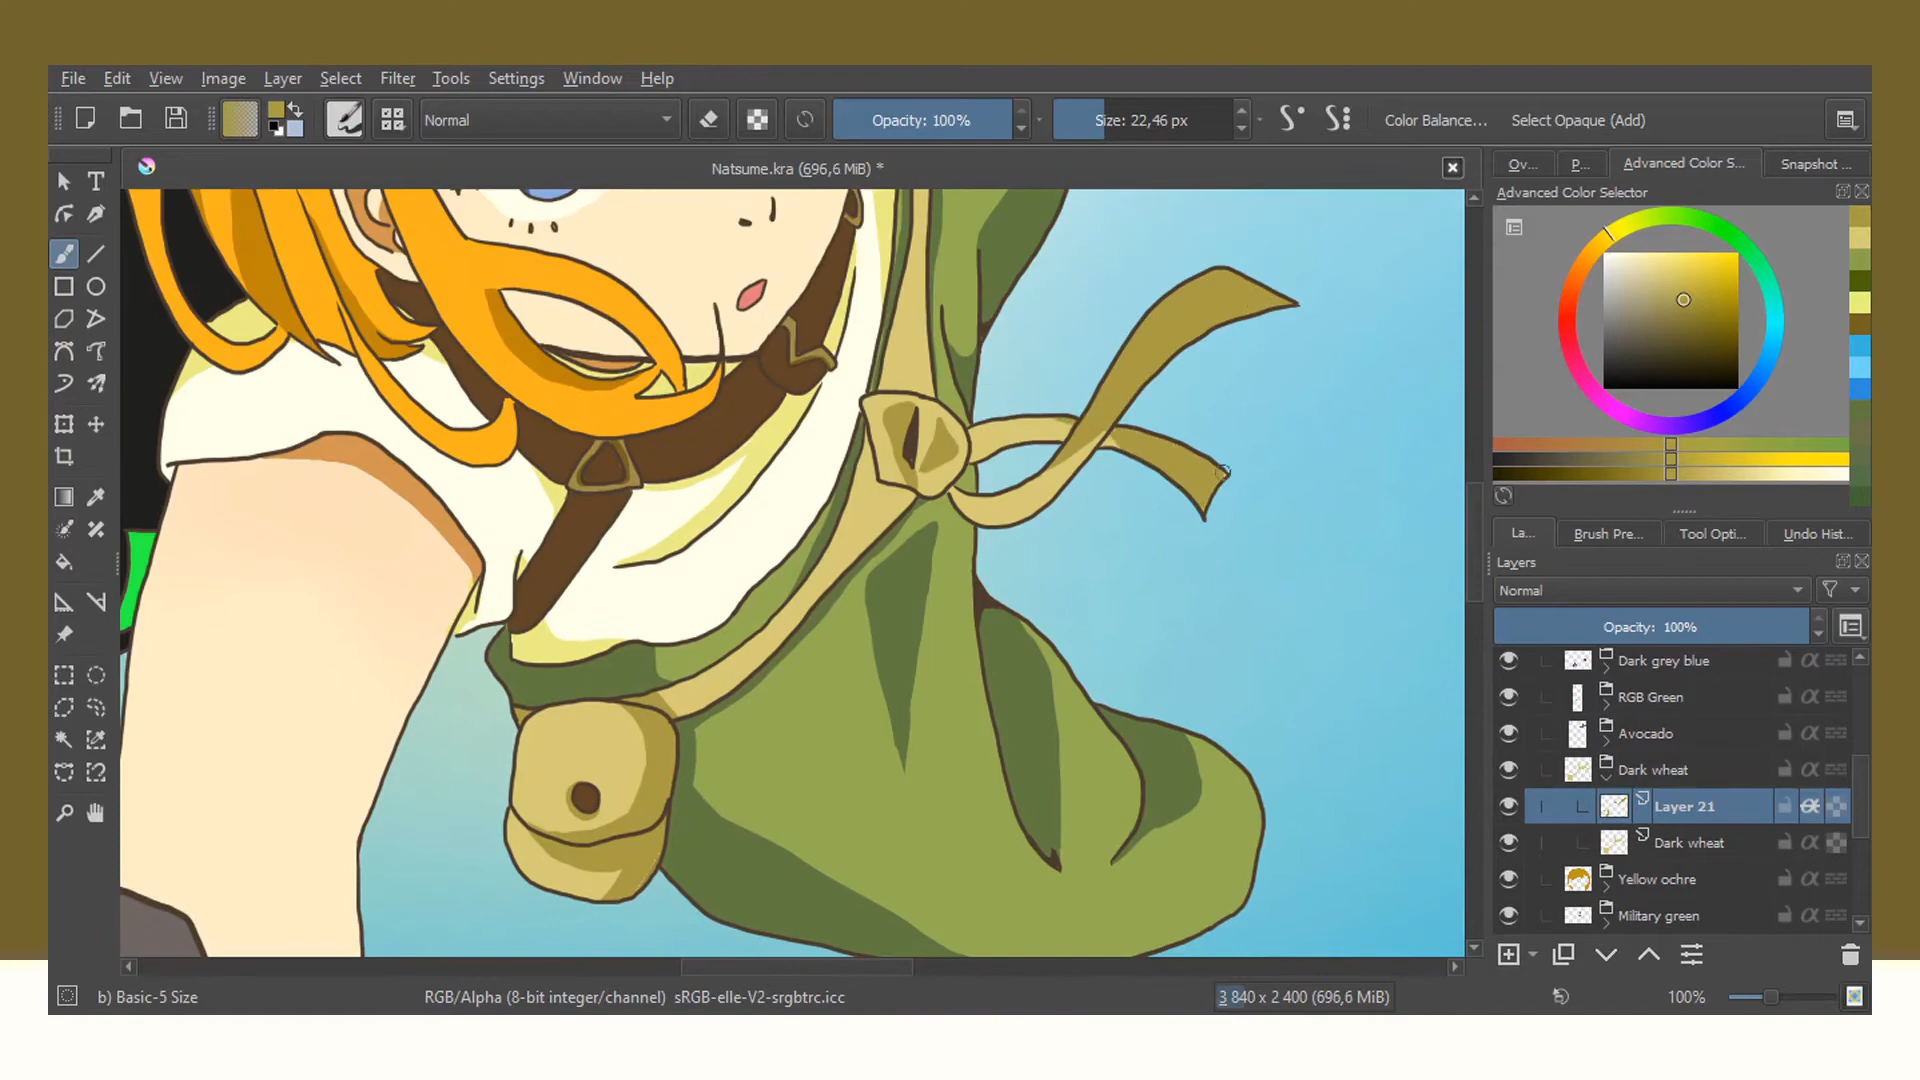 File Edit View Image Layer Select Filter Tools Settings Window Help
Normal Opacity: 100% Size: 22,46 px Color Balance... Select Opaque (Add)
Natsume.kra (696,6 MiB) *
Ov... P... Advanced Color S... Snapshot ...
Advanced Color Selector
La... Brush Pre... Tool Opti... Undo Hist...
Layers
Normal
Opacity: 100%
Dark grey blue
RGB Green
Avocado
Dark wheat
Layer 21
Dark wheat
Yellow ochre
Military green
b) Basic-5 Size RGB/Alpha (8-bit integer/channel) sRGB-elle-V2-srgbtrc.icc 3 840 x 2 400 (696,6 MiB) 100%